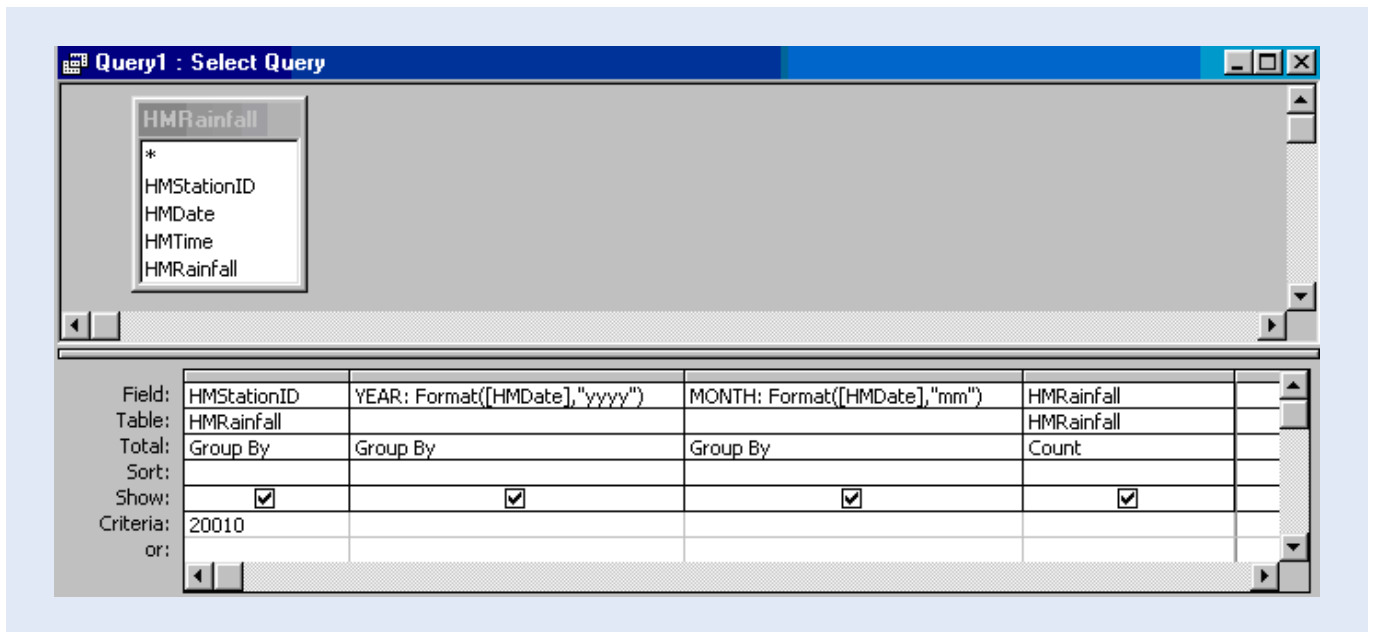 Query1 : Select Query
HMRainfall
*
HMStationID
HMDate
HMTime
HMRainfall
Field: HMStationID YEAR: Format([HMDate],"yyyy") MONTH: Format([HMDate],"mm") HMRainfall
Table: HMRainfall HMRainfall
Total: Group By Group By Group By Count
Sort:
Show:
Criteria: 20010
or: